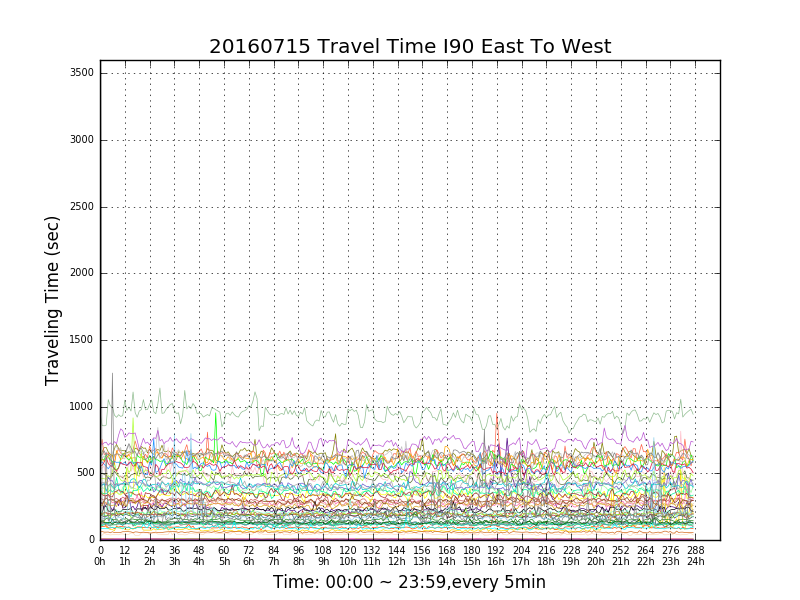 20160715 Travel Time I90 East To West
Traveling Time (sec)
3500
3000
2500
2000
1500
1000
500
0
0 12 24 36 48 60 72 84 96 108 120 132 144 156 168 180 192 204 216 228 240 252 264 276 288
0h 1h 2h 3h 4h 5h 6h 7h 8h 9h 10h 11h 12h 13h 14h 15h 16h 17h 18h 19h 20h 21h 22h 23h 24h
Time: 00:00 ~ 23:59,every 5min